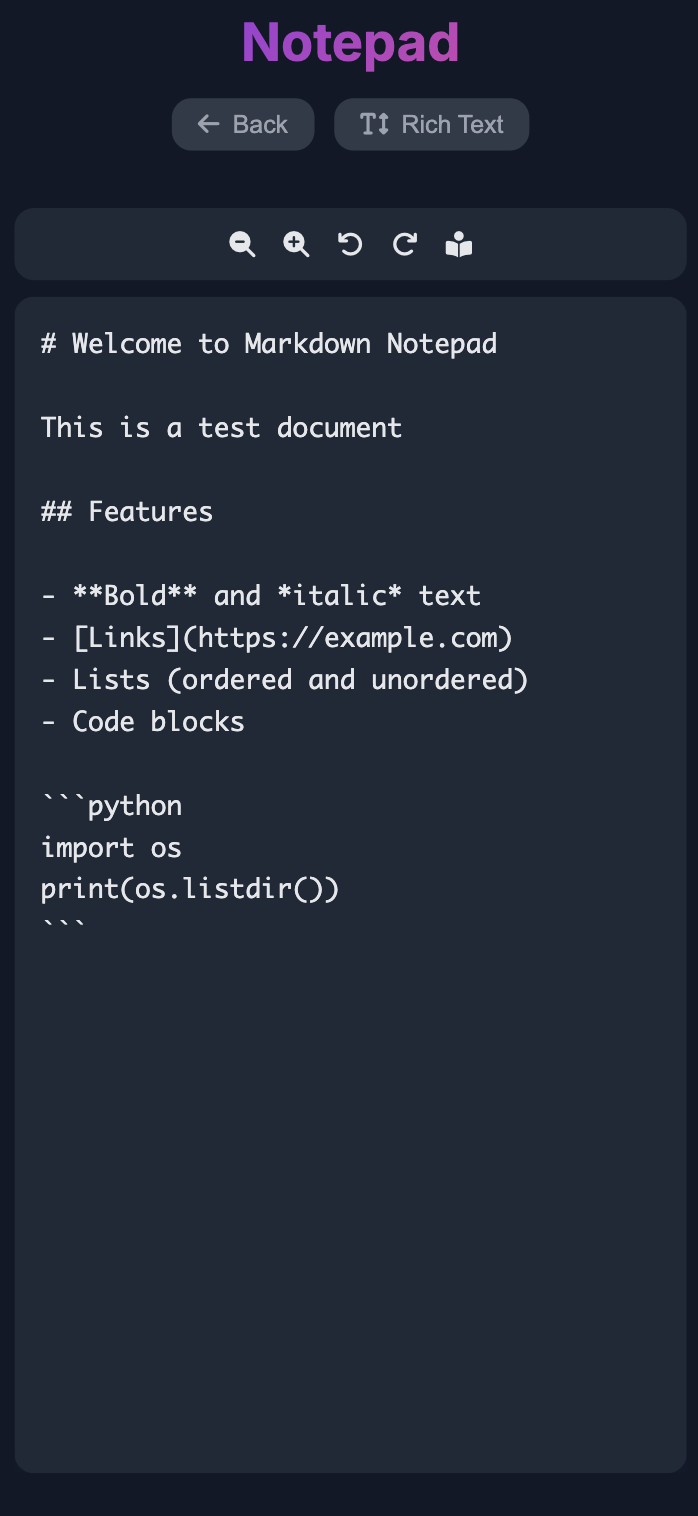 Notepad
Back
Rich Text
# Welcome to Markdown Notepad
This is a test document
## Features
- **Bold** and *italic* text
- [Links](https://example.com)
- Lists (ordered and unordered)
- Code blocks
```python
import os
print(os.listdir())
```